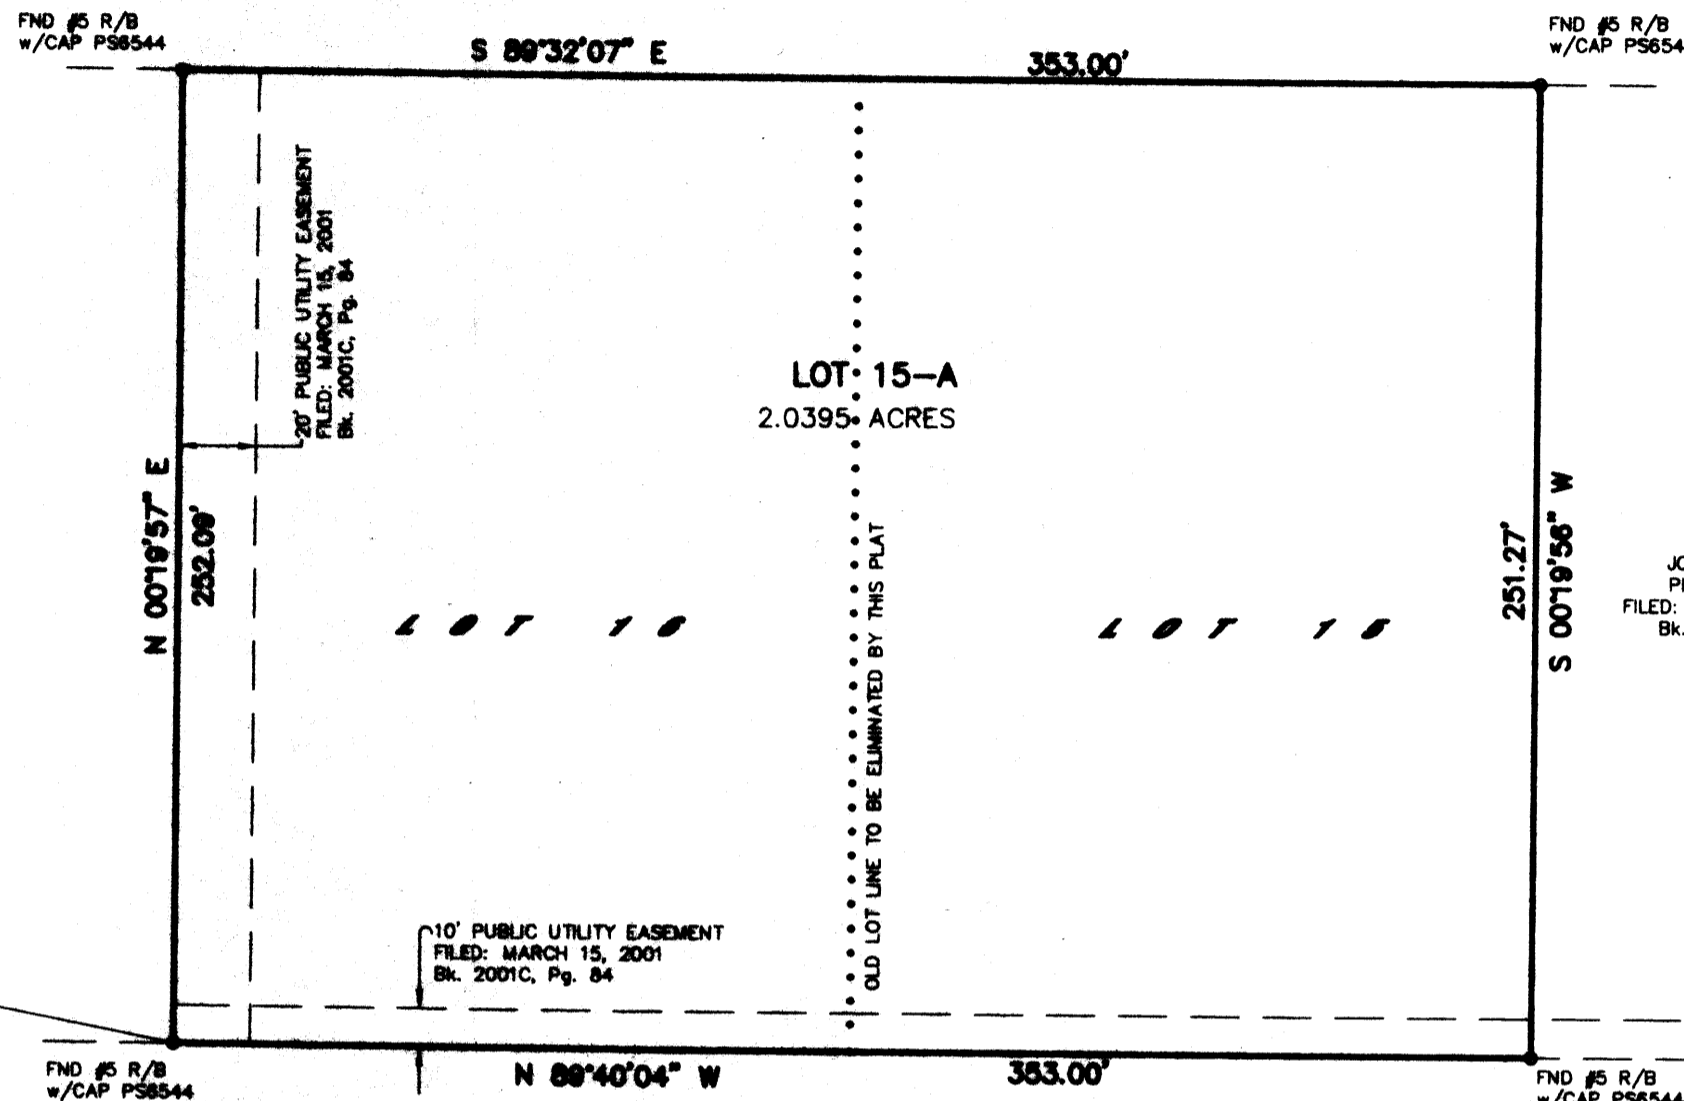 FND #5 R/B
w/CAP PS6544
S 89°32'07" E
353.00'
FND #5 R/B
w/CAP PS654
20' PUBLIC UTILITY EASEMENT
FILED: MARCH 15, 2001
Bk. 2001C, Pg. 84
LOT 15-A
2.0395 ACRES
N 00°19'57" E
252.09'
LOT 16
OLD LOT LINE TO BE ELIMINATED BY THIS PLAT
LOT 15
251.27'
S 00°19'56" W
FILED:
Bk.
10' PUBLIC UTILITY EASEMENT
FILED: MARCH 15, 2001
Bk. 2001C, Pg. 84
FND #5 R/B
w/CAP PS6544
N 89°40'04" W
353.00'
FND #5 R/B
w/CAP PS6544